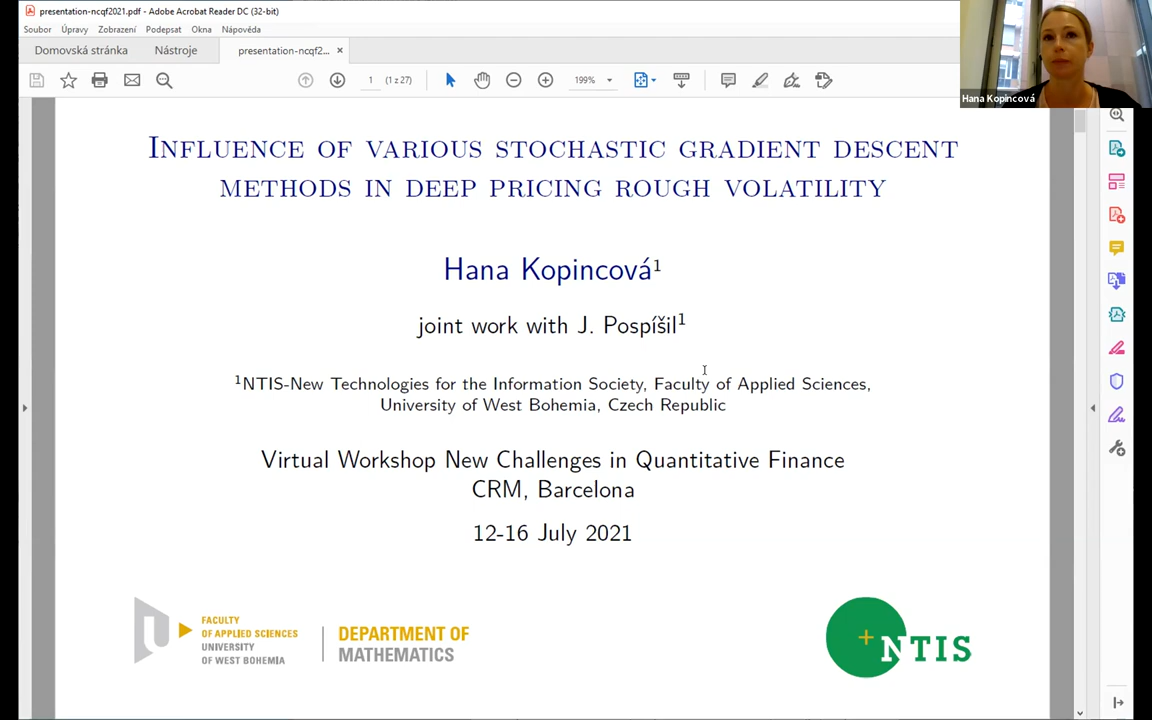 presentation-ncqf2021.pdf - Adobe Acrobat Reader DC (32-bit)
Soubor Úpravy Zobrazení Podepsat Okna Nápověda
Domovská stránka Nástroje presentation-ncqf2... ×
1 (1 z 27) 199%
Hana Kopincová
INFLUENCE OF VARIOUS STOCHASTIC GRADIENT DESCENT
METHODS IN DEEP PRICING ROUGH VOLATILITY
Hana Kopincová1
joint work with J. Pospíšil1
1NTIS-New Technologies for the Information Society, Faculty of Applied Sciences,
University of West Bohemia, Czech Republic
Virtual Workshop New Challenges in Quantitative Finance
CRM, Barcelona
12-16 July 2021
FACULTY
OF APPLIED SCIENCES
UNIVERSITY
OF WEST BOHEMIA
DEPARTMENT OF
MATHEMATICS
NTIS